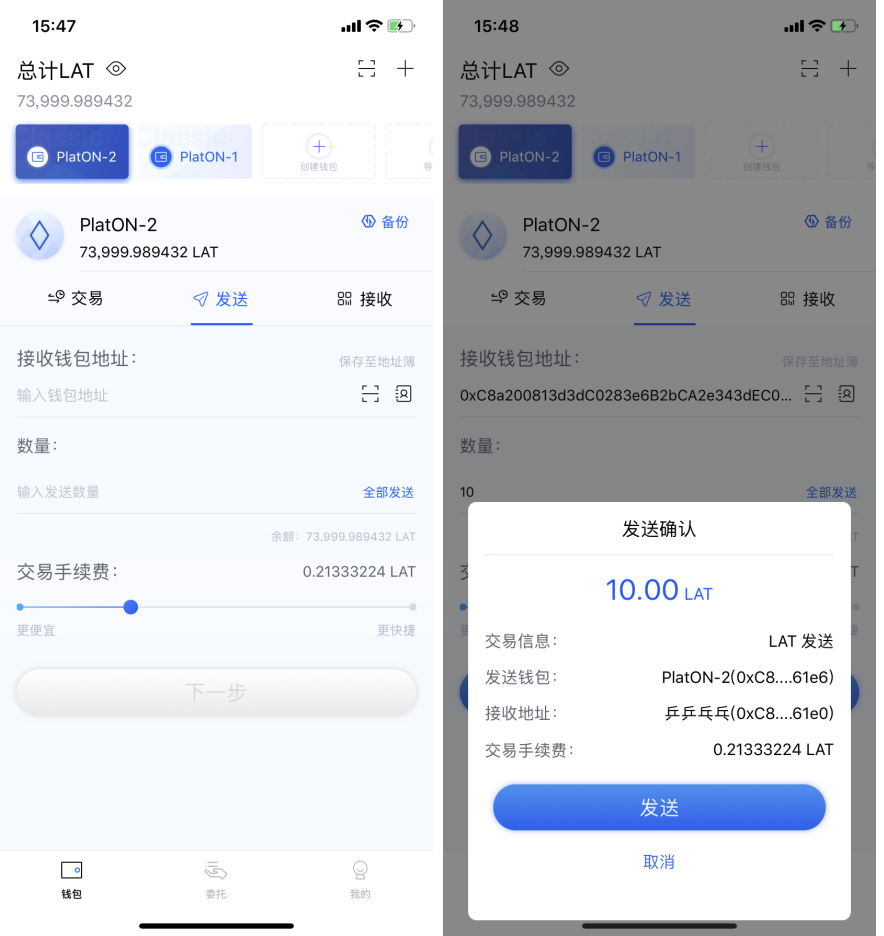 15:47
总计LAT
73,999.989432
Classic
PlatON-2
Classic
PlatON-1
创建钱包
导
PlatON-2
备份
73,999.989432 LAT
交易
发送
接收
接收钱包地址:
保存至地址簿
输入钱包地址
数量:
输入发送数量
全部发送
余额: 73,999.989432 LAT
交易手续费:
0.21333224 LAT
更便宜
更快捷
下一步
钱包
委托
我的
15:48
总计LAT
73,999.989432
PlatON-2
PlatON-1
创建钱包
导
PlatON-2
备份
73,999.989432 LAT
交易
发送
接收
接收钱包地址:
保存至地址簿
0xC8a200813d3dC0283e6B2bCA2e343dEC0...
数量:
10
全部发送
发送确认
10.00 LAT
交易信息:
LAT 发送
发送钱包:
PlatON-2(0xC8....61e6)
接收地址:
乒乒乓乓(0xC8....61e0)
交易手续费:
0.21333224 LAT
发送
取消